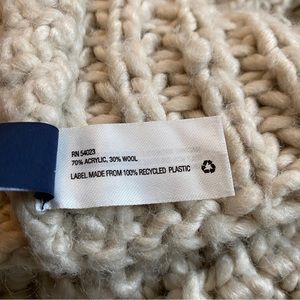 RN 54023
70% ACRYLIC, 30% WOOL
LABEL MADE FROM 100% RECYCLED PLASTIC